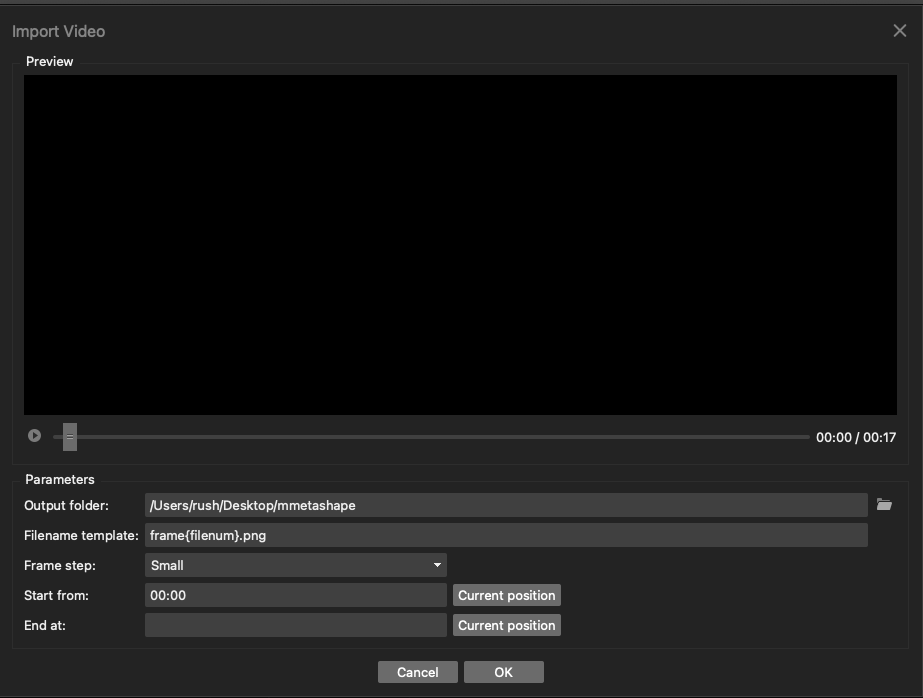 Import Video
Preview
00:00 / 00:17
Parameters
Output folder: /Users/rush/Desktop/mmetashape
Filename template: frame{filenum}.png
Frame step: Small
Start from: 00:00 Current position
End at: Current position
Cancel OK